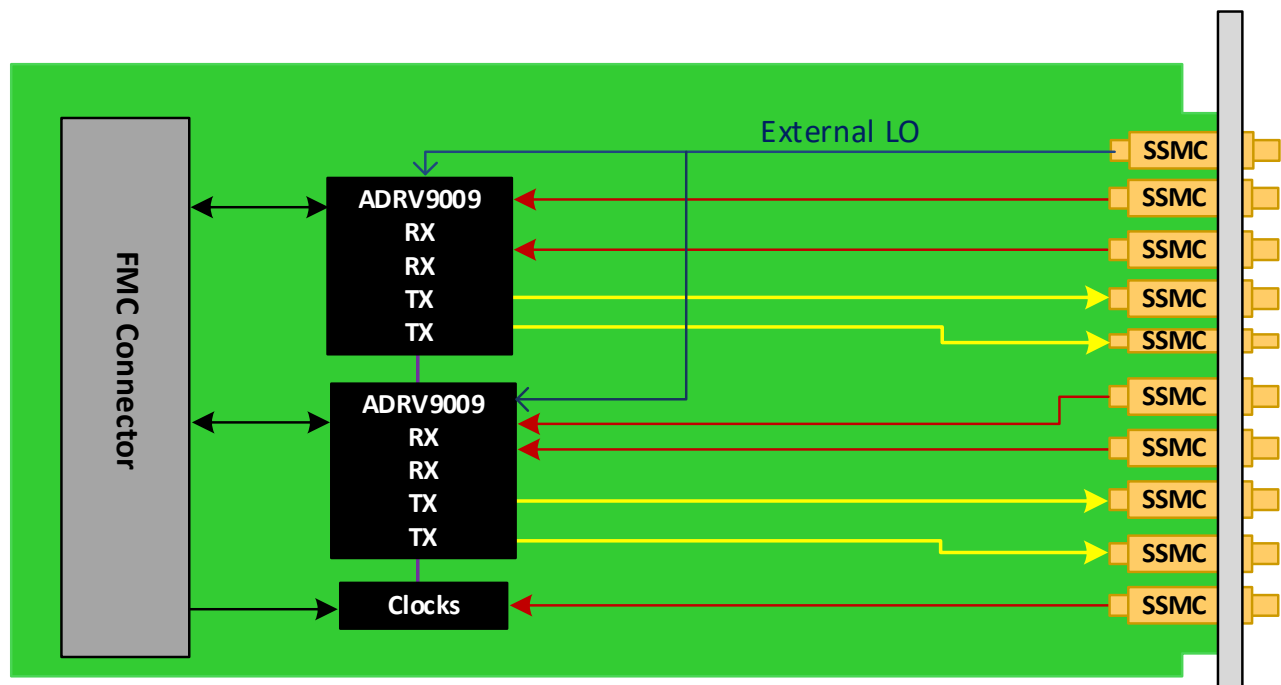 External LO
SSMC
SSMC
SSMC
SSMC
SSMC
SSMC
SSMC
SSMC
SSMC
SSMC
FMC Connector
ADRV9009
RX
RX
TX
TX
ADRV9009
RX
RX
TX
TX
Clocks